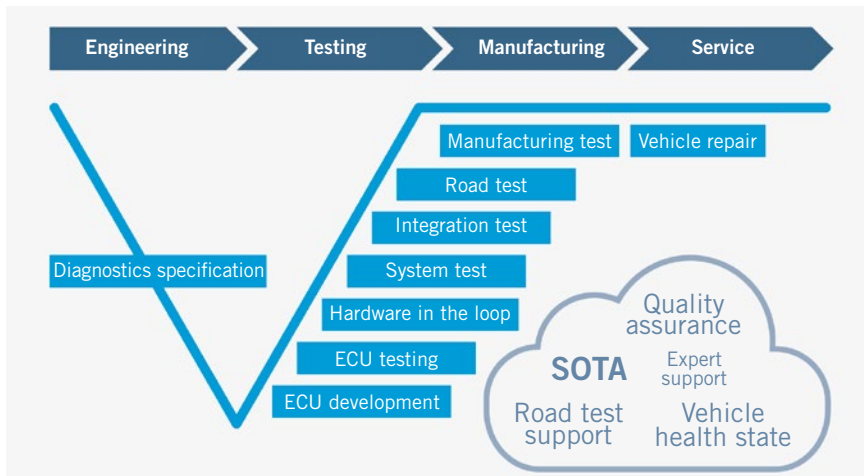 Engineering
Testing
Manufacturing
Service
Manufacturing test
Vehicle repair
Road test
Integration test
Diagnostics specification
System test
Hardware in the loop
ECU testing
ECU development
Quality
assurance
SOTA
Expert
support
Road test
support
Vehicle
health state